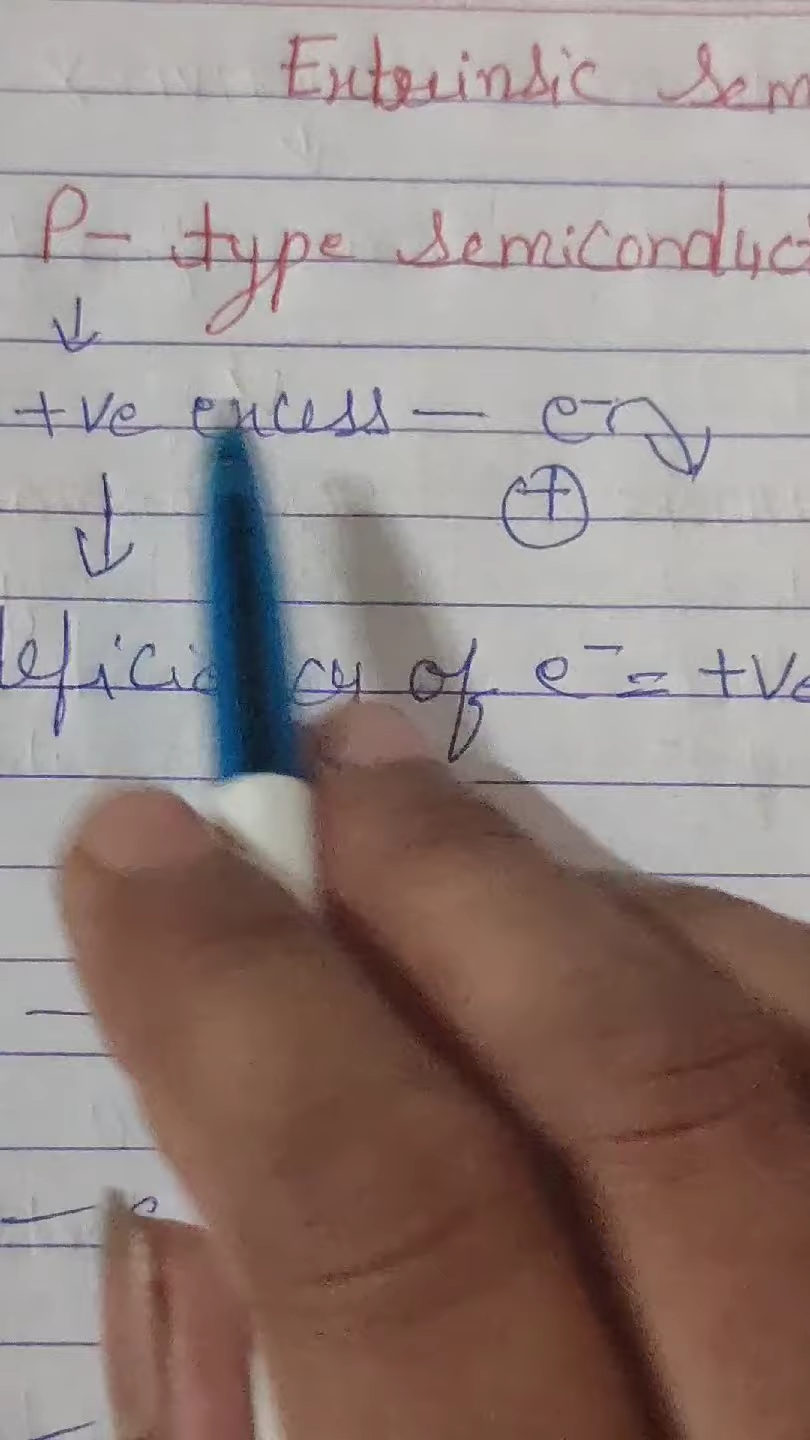 Extrinsic Sem
P- type semiconduc
↓
+ve excess — e-
+
↓
of e- = +ve